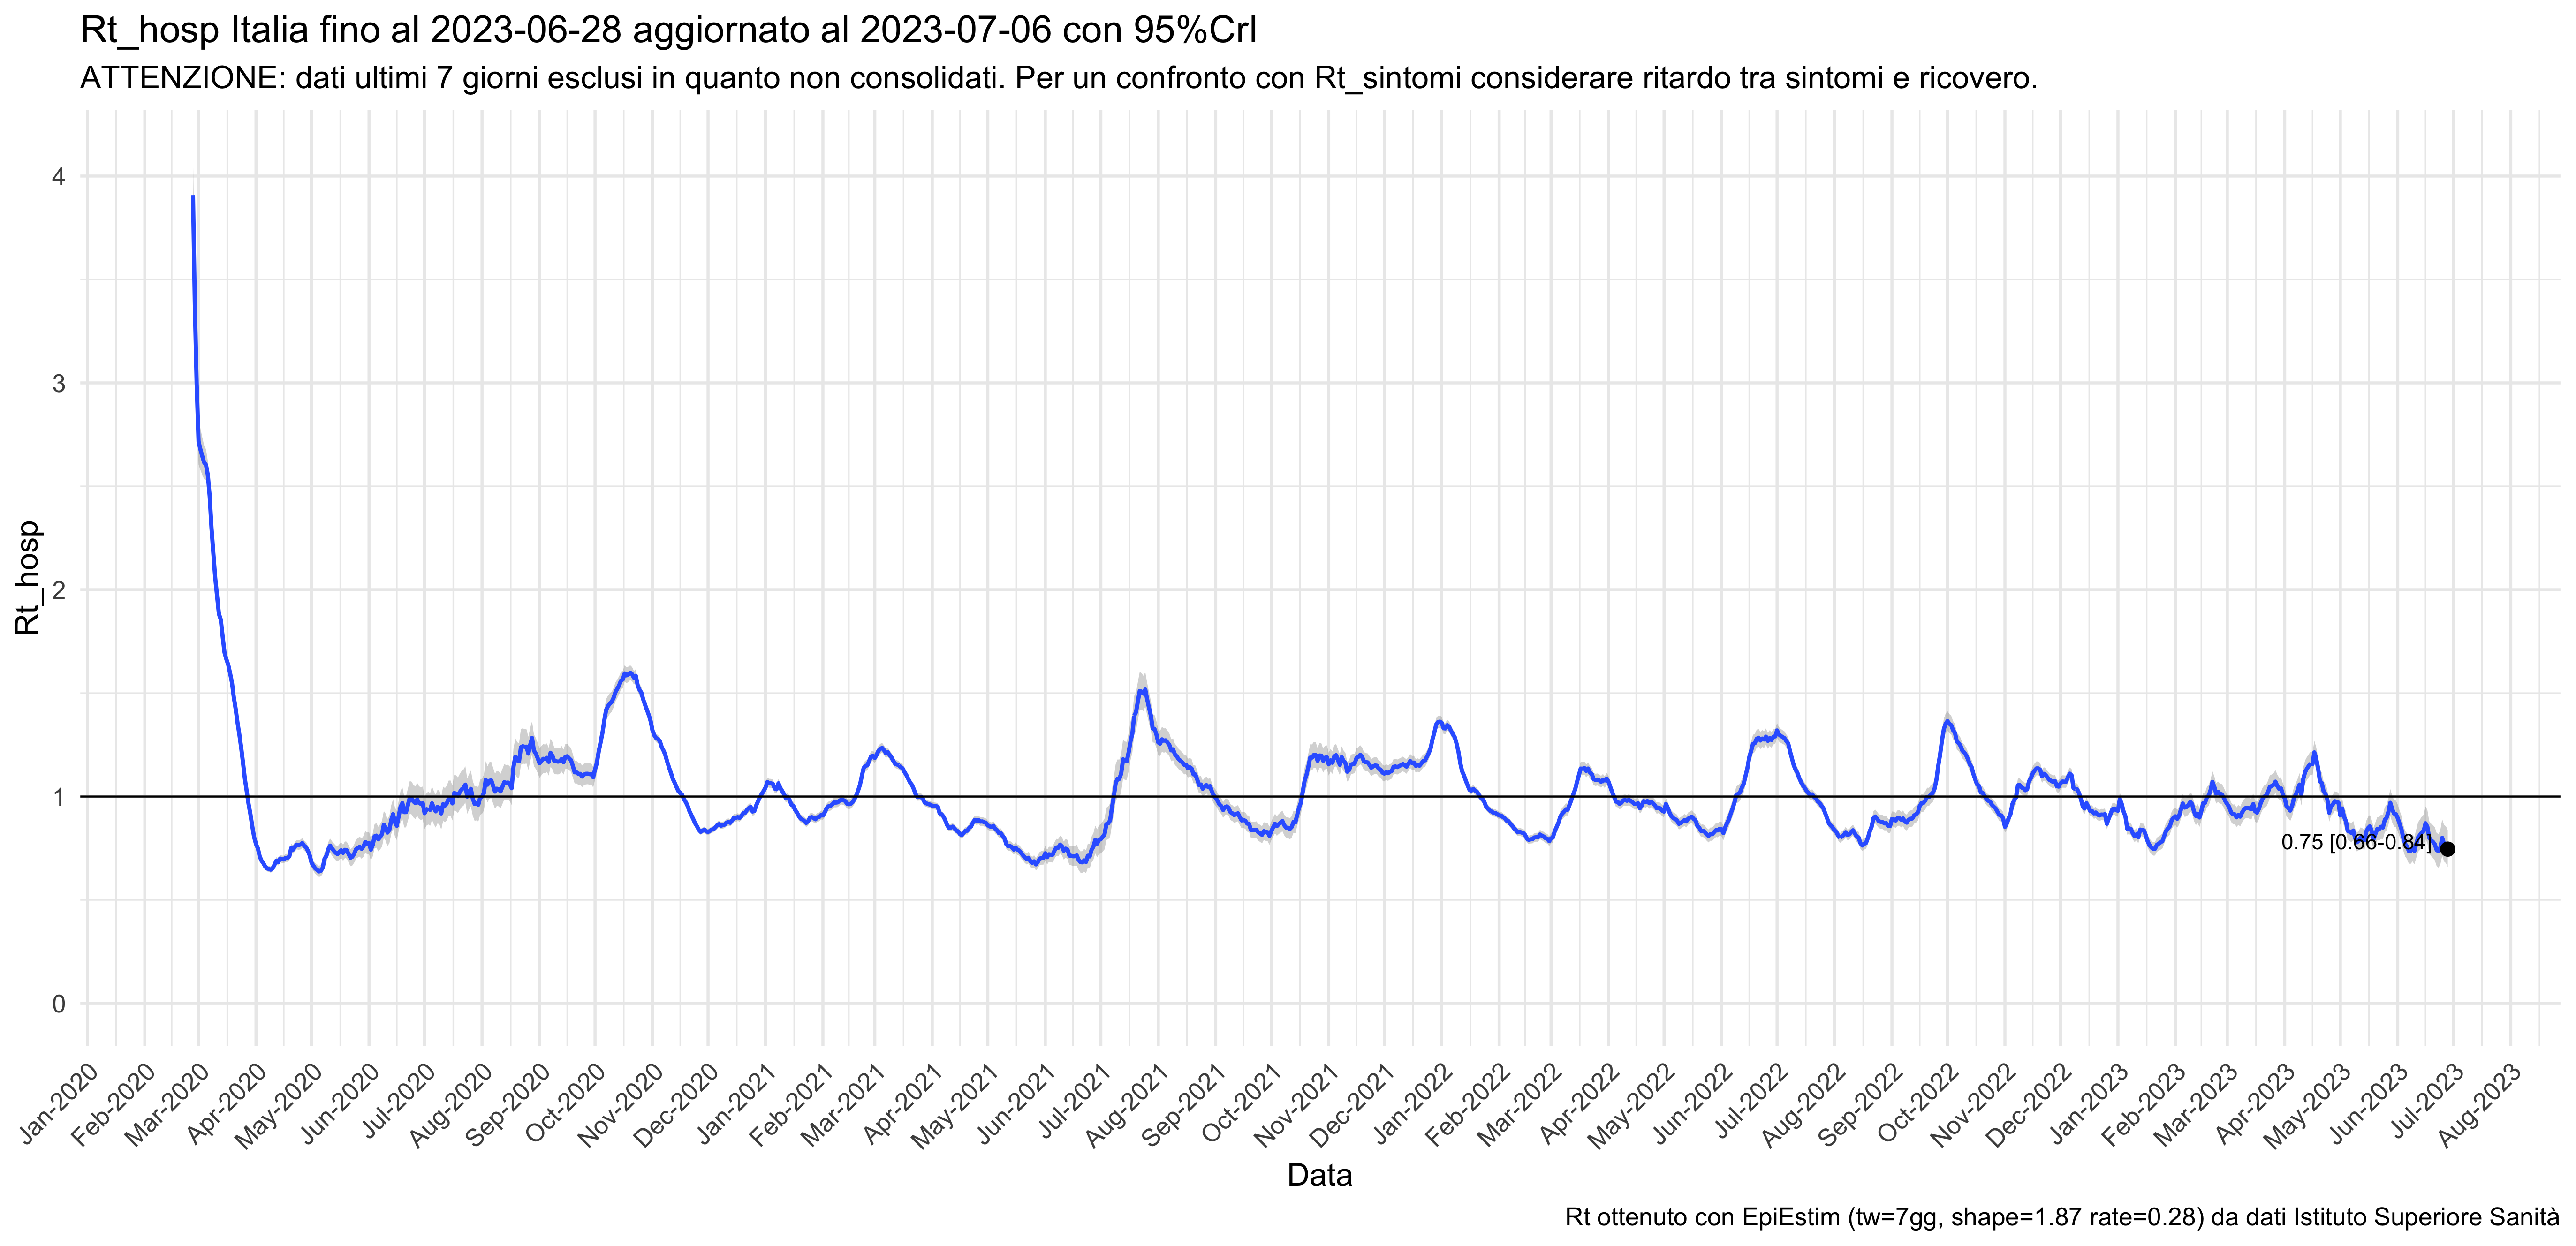 Rt_hosp Italia fino al 2023-06-28 aggiornato al 2023-07-06 con 95%CrI
ATTENZIONE: dati ultimi 7 giorni esclusi in quanto non consolidati. Per un confronto con Rt_sintomi considerare ritardo tra sintomi e ricovero.
4
3
2
1
0
Rt_hosp
0.75 [0.66-0.84]
Jan-2020
Feb-2020
Mar-2020
Apr-2020
May-2020
Jun-2020
Jul-2020
Aug-2020
Sep-2020
Oct-2020
Nov-2020
Dec-2020
Jan-2021
Feb-2021
Mar-2021
Apr-2021
May-2021
Jun-2021
Jul-2021
Aug-2021
Sep-2021
Oct-2021
Nov-2021
Dec-2021
Jan-2022
Feb-2022
Mar-2022
Apr-2022
May-2022
Jun-2022
Jul-2022
Aug-2022
Sep-2022
Oct-2022
Nov-2022
Dec-2022
Jan-2023
Feb-2023
Mar-2023
Apr-2023
May-2023
Jun-2023
Jul-2023
Aug-2023
Data
Rt ottenuto con EpiEstim (tw=7gg, shape=1.87 rate=0.28) da dati Istituto Superiore Sanità